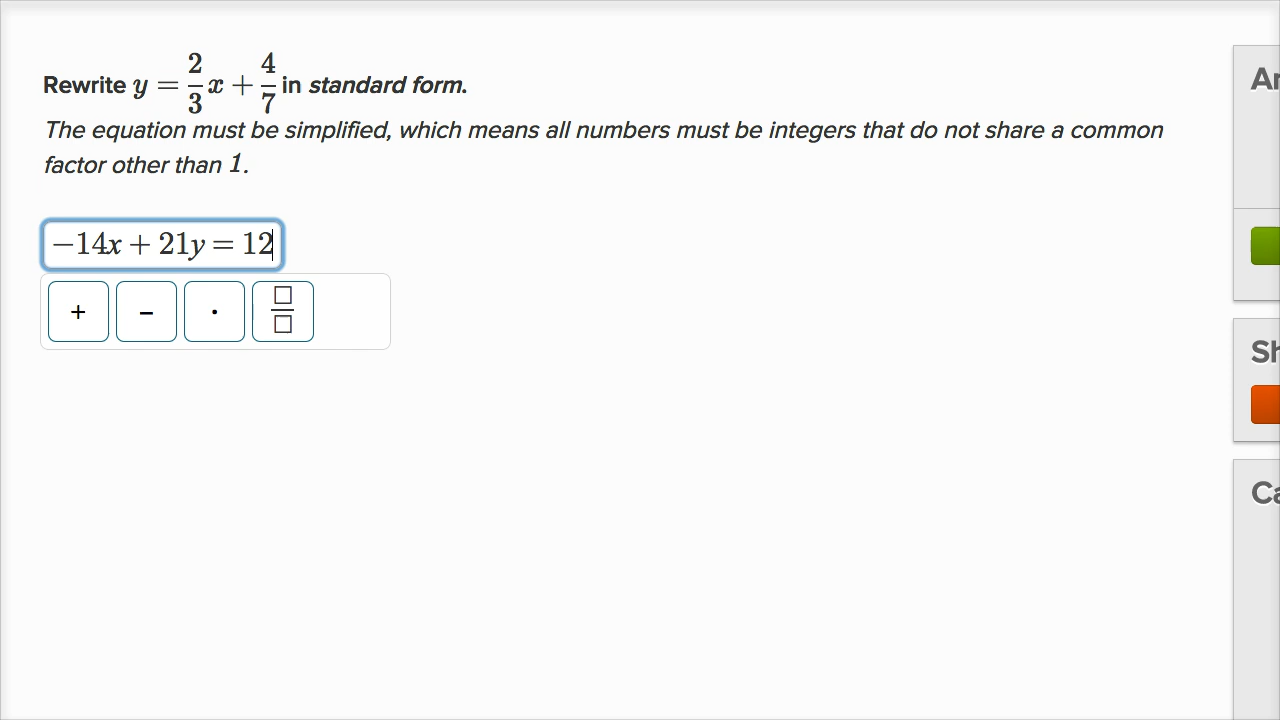 Rewrite y = 2/3 x + 4/7 in standard form.
The equation must be simplified, which means all numbers must be integers that do not share a common
factor other than 1.
−14x + 21y = 12
+ − · □/□